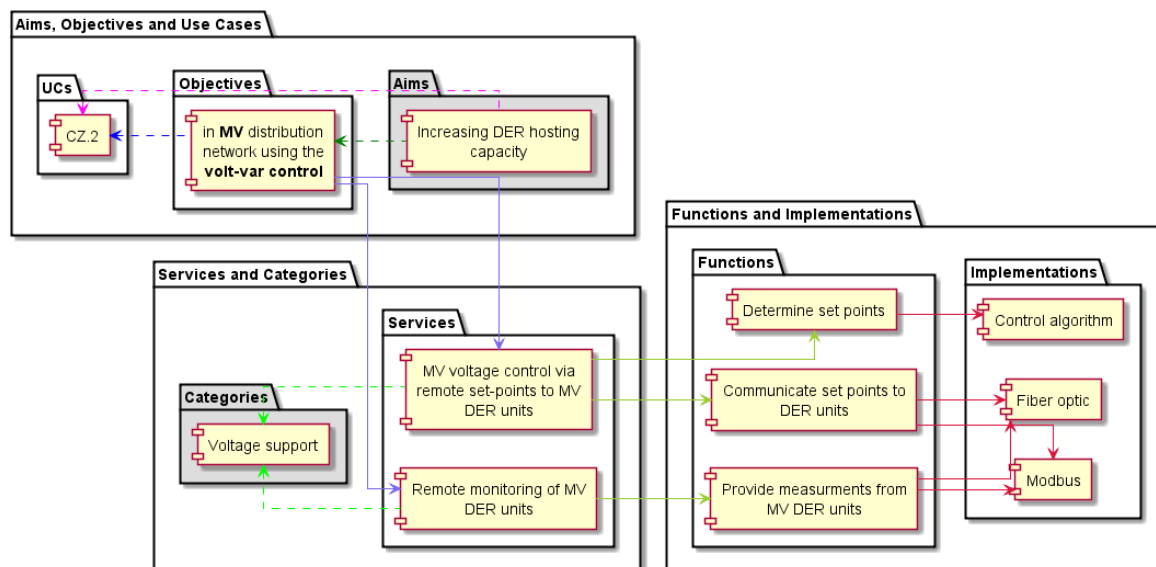 Aims, Objectives and Use Cases
UCs
CZ.2
Objectives
in MV distribution
network using the
volt-var control
Aims
Increasing DER hosting
capacity
Services and Categories
Categories
Voltage support
Services
MV voltage control via
remote set-points to MV
DER units
Remote monitoring of MV
DER units
Functions and Implementations
Functions
Determine set points
Communicate set points to
DER units
Provide measurments from
MV DER units
Implementations
Control algorithm
Fiber optic
Modbus